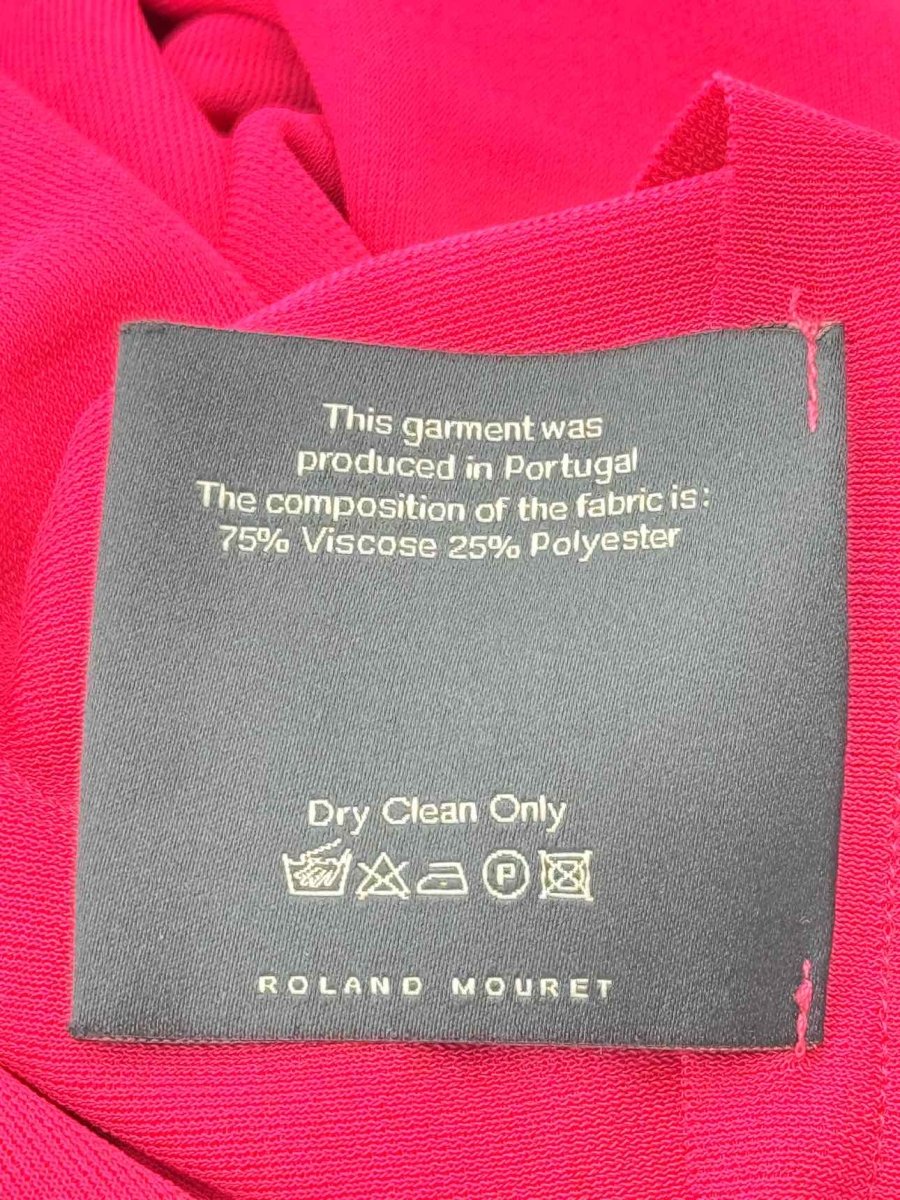 This garment was
produced in Portugal
The composition of the fabric is:
75% Viscose 25% Polyester
Dry Clean Only
P
ROLAND MOURET